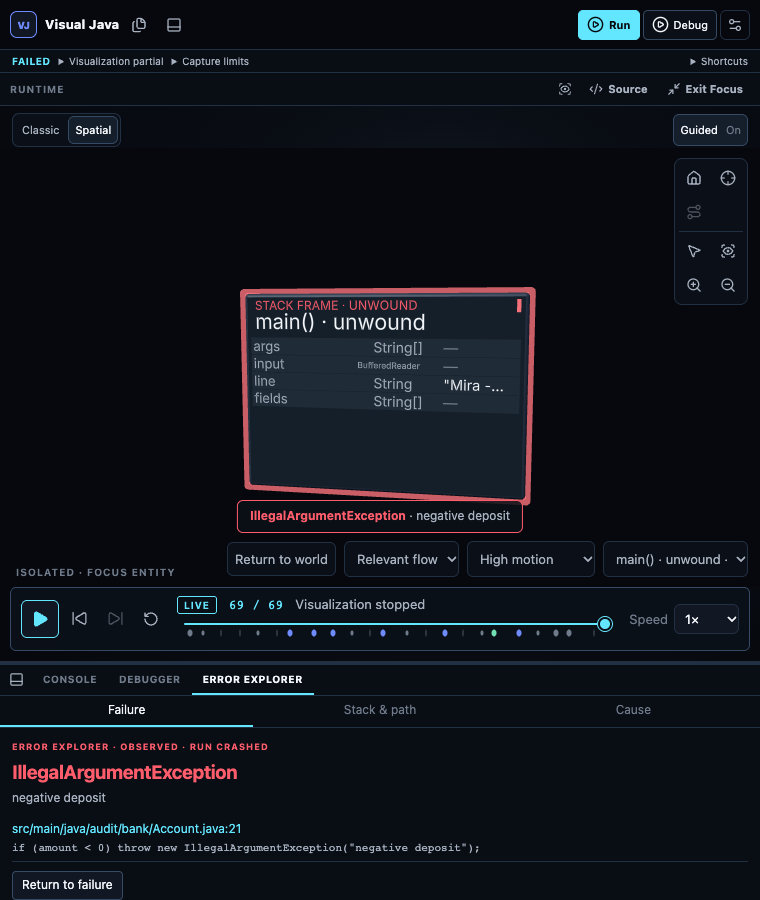 VJ Visual Java Run Debug
FAILED Visualization partial Capture limits Shortcuts
RUNTIME </> Source Exit Focus
Classic Spatial Guided On
STACK FRAME · UNWOUND
main() · unwound
args String[] —
input BufferedReader —
line String "Mira -...
fields String[] —
IllegalArgumentException · negative deposit
ISOLATED · FOCUS ENTITY Return to world Relevant flow High motion main() · unwound ·
LIVE 69 / 69 Visualization stopped
Speed 1×
CONSOLE DEBUGGER ERROR EXPLORER
Failure Stack & path Cause
ERROR EXPLORER · OBSERVED · RUN CRASHED
IllegalArgumentException
negative deposit
src/main/java/audit/bank/Account.java:21
if (amount < 0) throw new IllegalArgumentException("negative deposit");
Return to failure